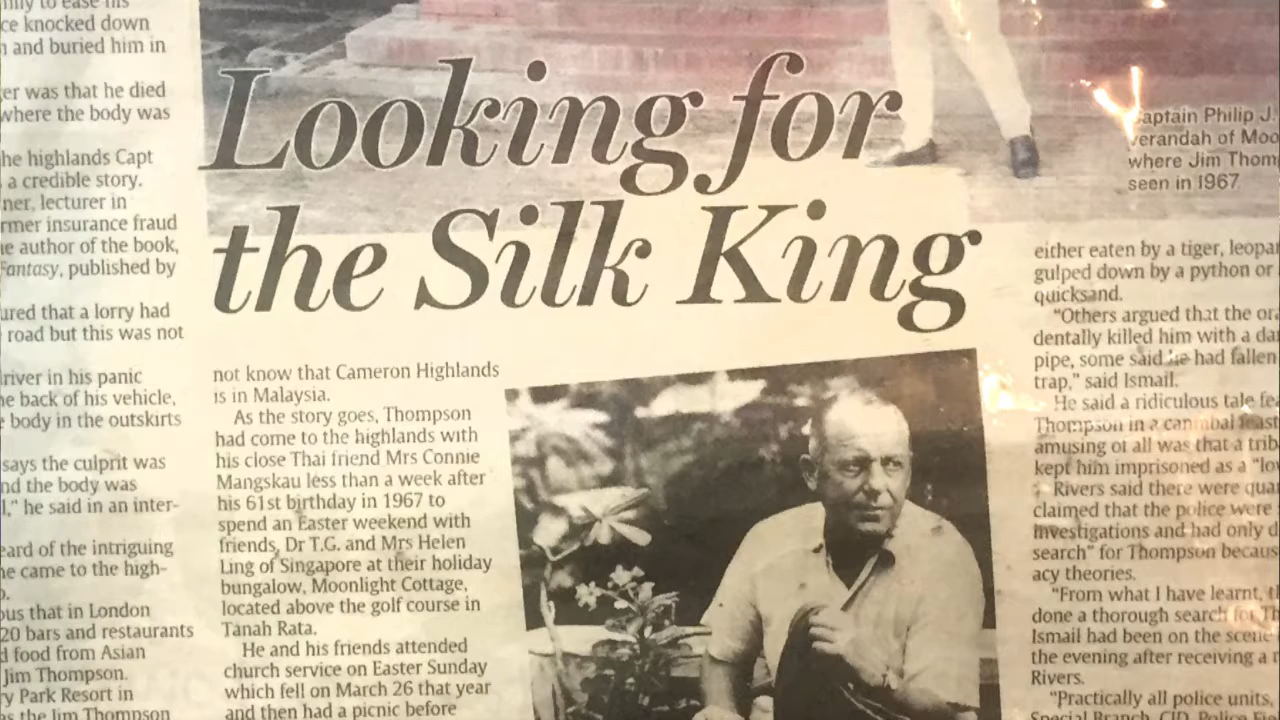 ce knocked down
and buried him in
er was that he died
where the body was
he highlands Capt
a credible story.
ner, lecturer in
rmer insurance fraud
e author of the book,
Fantasy, published by
ured that a lorry had
road but this was not
river in his panic
e back of his vehicle,
body in the outskirts
says the culprit was
nd the body was
l," he said in an inter-
eard of the intriguing
e came to the high-
ous that in London
20 bars and restaurants
d food from Asian
Jim Thompson.
ry Park Resort in
as the Jim Thompson
Looking for
the Silk King
not know that Cameron Highlands
is in Malaysia.
As the story goes, Thompson
had come to the highlands with
his close Thai friend Mrs Connie
Mangskau less than a week after
his 61st birthday in 1967 to
spend an Easter weekend with
friends, Dr T.G. and Mrs Helen
Ling of Singapore at their holiday
bungalow, Moonlight Cottage,
located above the golf course in
Tanah Rata.
He and his friends attended
church service on Easter Sunday
which fell on March 26 that year
and then had a picnic before
aptain Philip J.
verandah of Moo
where Jim Thom
seen in 1967.
either eaten by a tiger, leopar
gulped down by a python or
quicksand.
"Others argued that the ora
dentally killed him with a da
pipe, some said he had fallen
trap," said Ismail.
He said a ridiculous tale fea
Thompson in a cannibal feast
amusing of all was that a trib
kept him imprisoned as a "lo
Rivers said there were quar
claimed that the police were
investigations and had only d
search" for Thompson becaus
acy theories.
"From what I have learnt, t
done a thorough search for T
Ismail had been on the scene
the evening after receiving a r
Rivers.
"Practically all police units,
Special Branch, CID, Police Fie